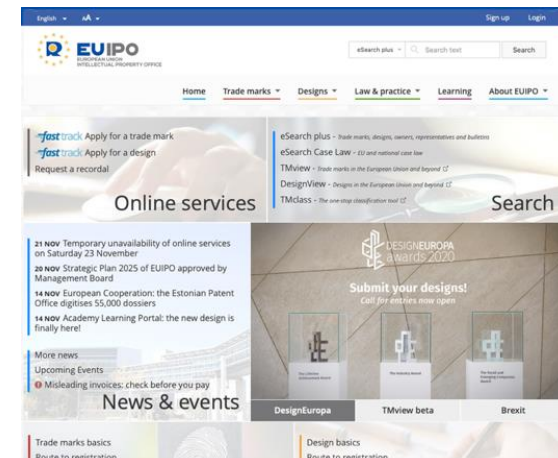 English AA Sign up Login
EUIPO
EUROPEAN UNION
INTELLECTUAL PROPERTY OFFICE
eSearch plus Search text Search
Home Trade marks Designs Law & practice Learning About EUIPO
fasttrack Apply for a trade mark
fasttrack Apply for a design
Request a recordal
Online services
eSearch plus - Trade marks, designs, owners, representatives and bulletins
eSearch Case Law - EU and national case law
TMview - Trade marks in the European Union and beyond
DesignView - Designs in the European Union and beyond
TMclass - The one-stop classification tool
Search
21 NOV Temporary unavailability of online services
on Saturday 23 November
20 NOV Strategic Plan 2025 of EUIPO approved by
Management Board
14 NOV European Cooperation: the Estonian Patent
Office digitises 55,000 dossiers
14 NOV Academy Learning Portal: the new design is
finally here!
More news
Upcoming Events
Misleading invoices: check before you pay
News & events
DESIGNEUROPA
awards 2020
Submit your designs!
Call for entries now open
DesignEuropa TMview beta Brexit
Trade marks basics
Route to registration
Design basics
Route to registration